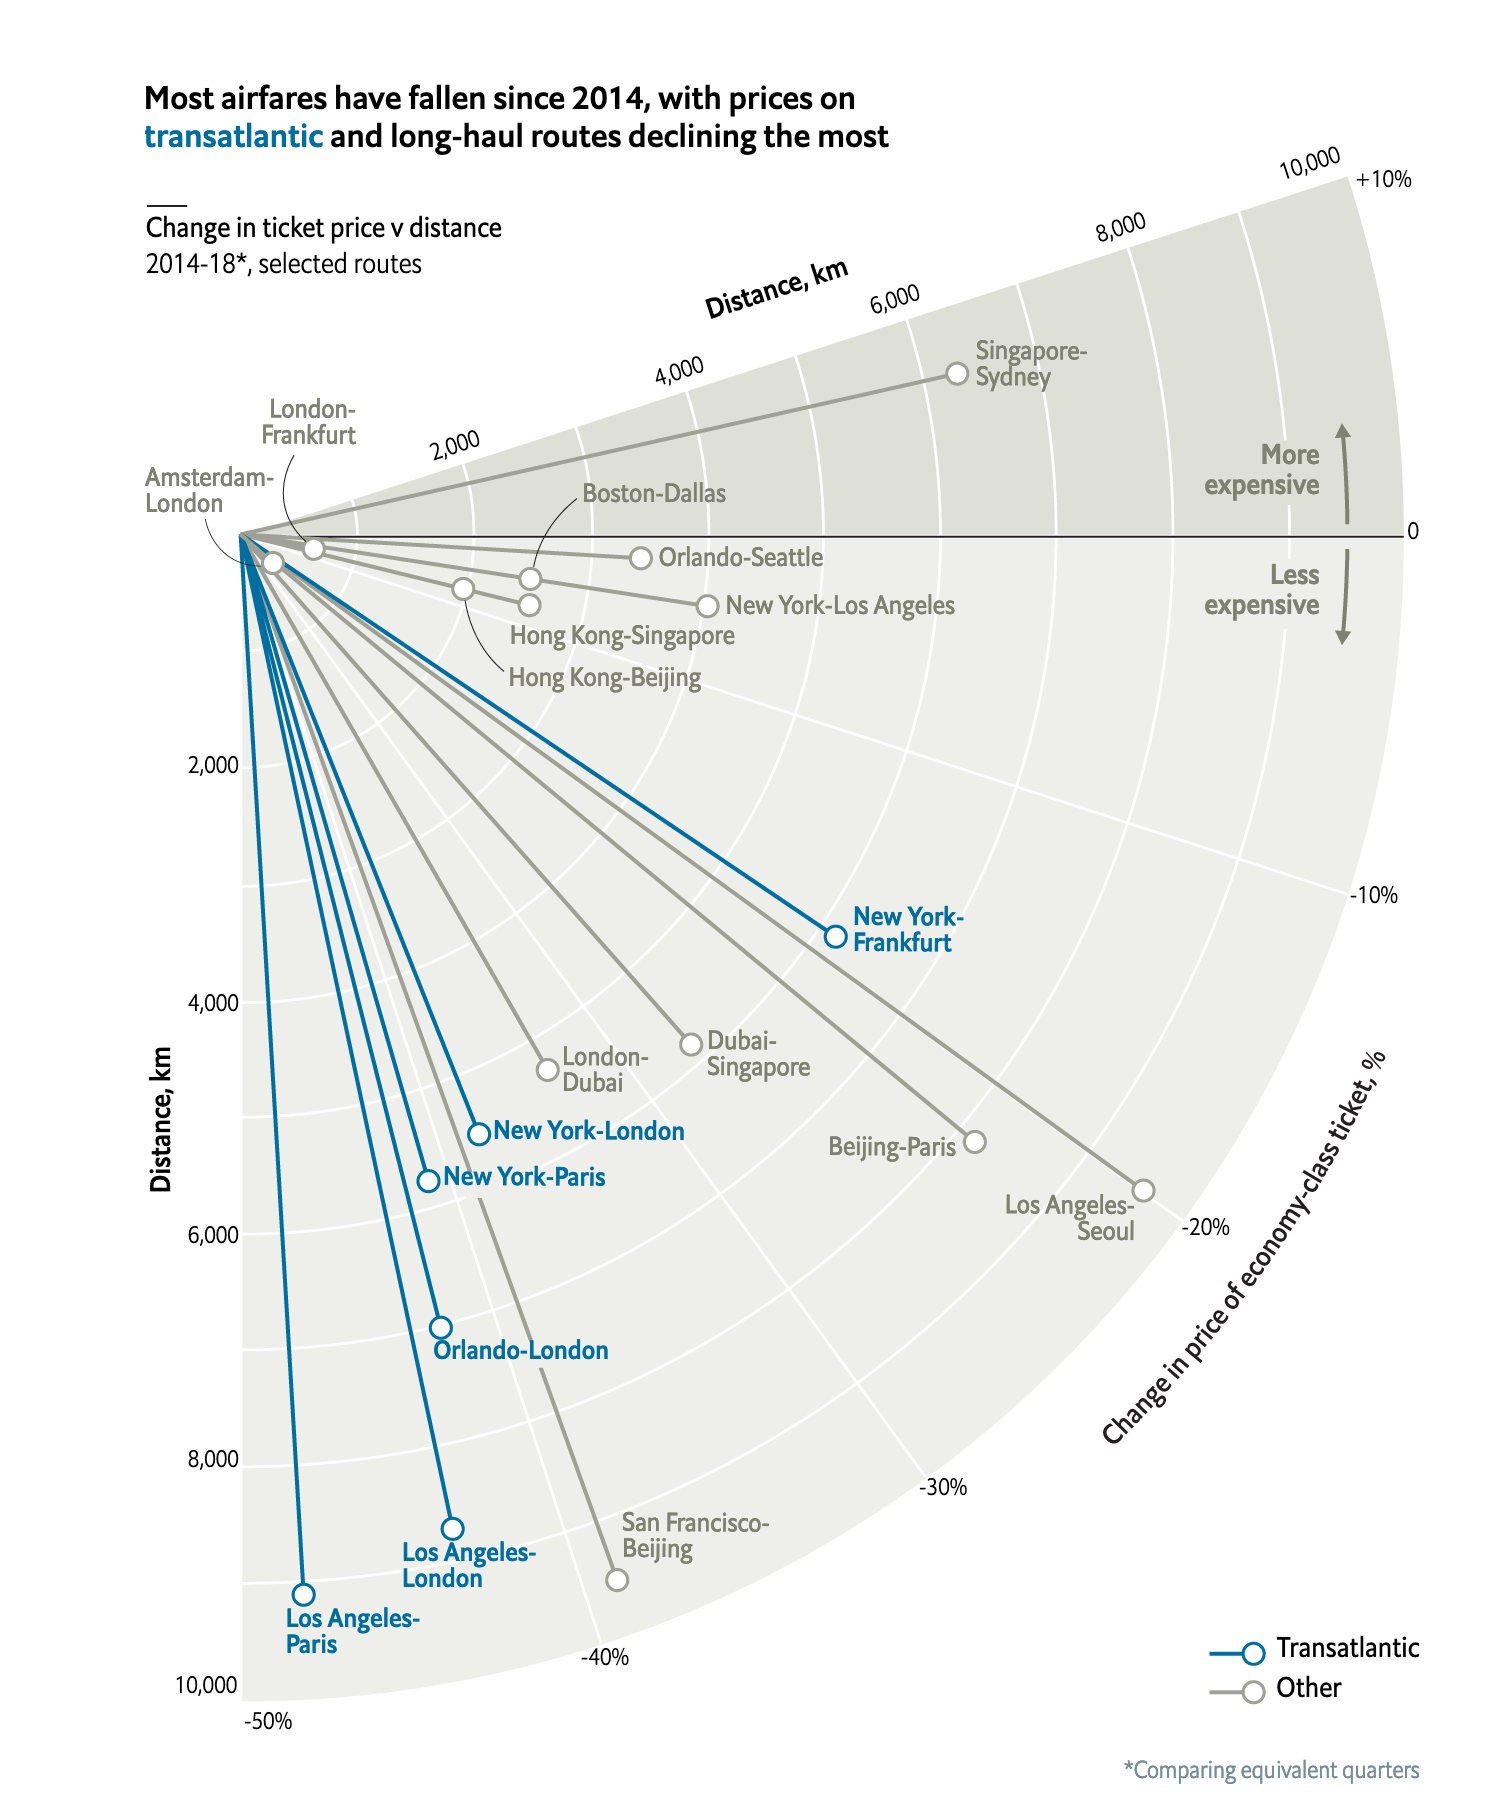 Most airfares have fallen since 2014, with prices on
transatlantic and long-haul routes declining the most
Change in ticket price v distance
2014-18*, selected routes
10,000
+10%
8,000
Distance, km
6,000
4,000
2,000
Singapore-
Sydney
London-
Frankfurt
Amsterdam-
London
More
expensive
Boston-Dallas
0
Orlando-Seattle
Less
expensive
New York-Los Angeles
Hong Kong-Singapore
Hong Kong-Beijing
2,000
-10%
New York-
Frankfurt
4,000
Dubai-
Singapore
London-
Dubai
Distance, km
New York-London
Beijing-Paris
New York-Paris
Los Angeles-
Seoul
-20%
Change in price of economy-class ticket, %
6,000
Orlando-London
8,000
-30%
San Francisco-
Beijing
Los Angeles-
London
Los Angeles-
Paris
-40%
10,000
-50%
Transatlantic
Other
*Comparing equivalent quarters